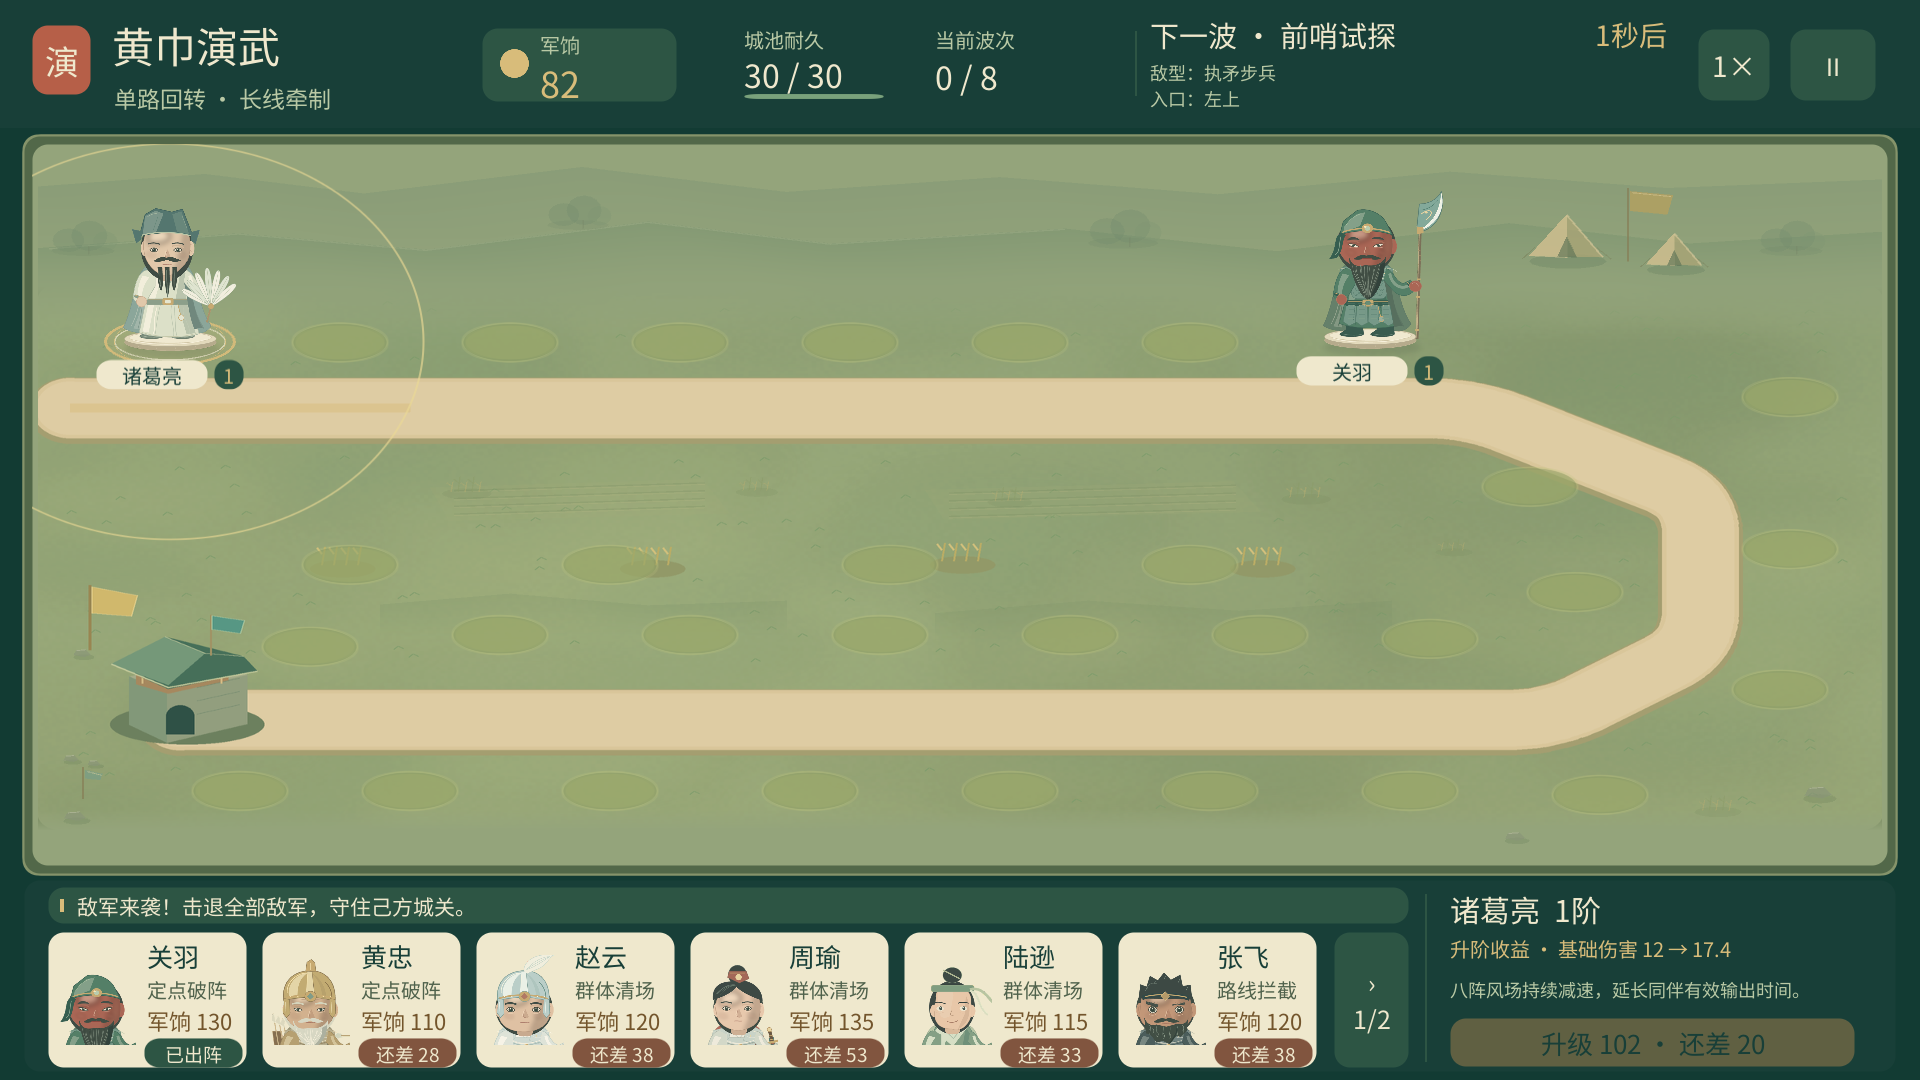 演
黄巾演武
单路回转 · 长线牵制
军饷
82
城池耐久
30 / 30
当前波次
0 / 8
下一波 · 前哨试探
1秒后
敌型：执矛步兵
入口：左上
1×
II
诸葛亮 1
关羽 1
敌军来袭！击退全部敌军，守住己方城关。
关羽
定点破阵
军饷 130
已出阵
黄忠
定点破阵
军饷 110
还差 28
赵云
群体清场
军饷 120
还差 38
周瑜
群体清场
军饷 135
还差 53
陆逊
群体清场
军饷 115
还差 33
张飞
路线拦截
军饷 120
还差 38
›
1/2
诸葛亮 1阶
升阶收益 · 基础伤害 12 → 17.4
八阵风场持续减速，延长同伴有效输出时间。
升级 102 · 还差 20